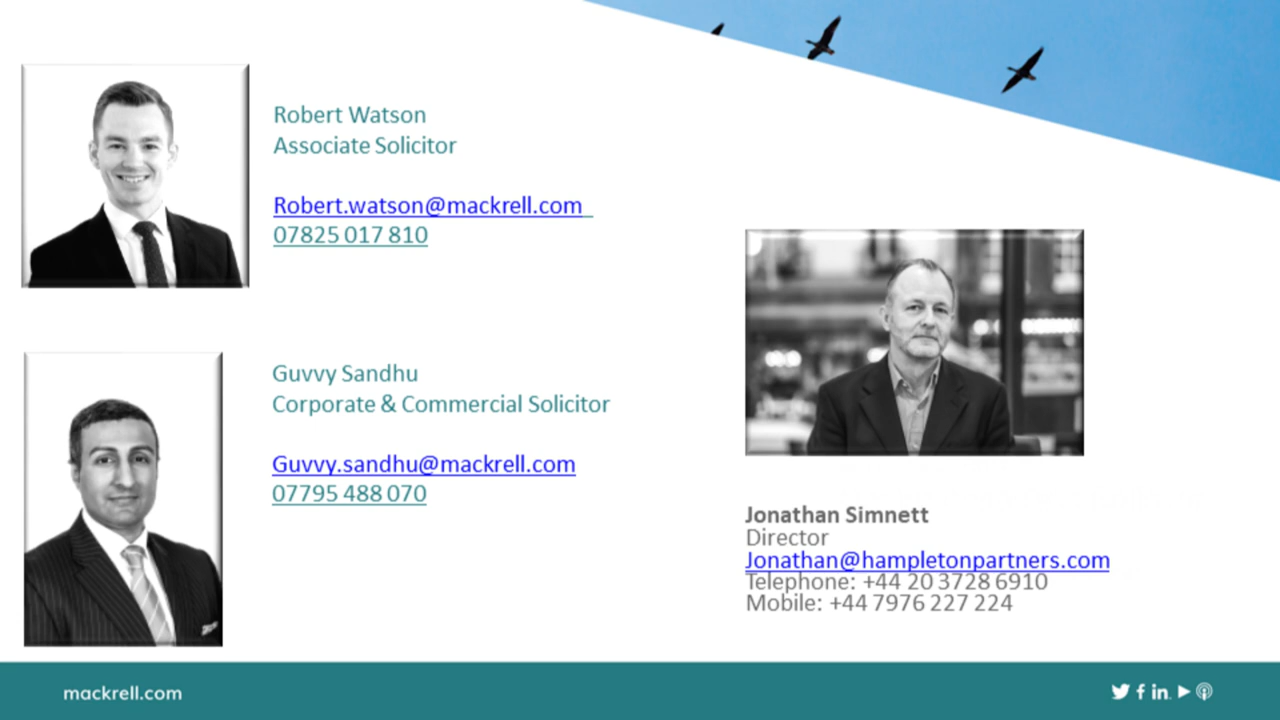 Robert Watson
Associate Solicitor
Robert.watson@mackrell.com
07825 017 810
Guvvy Sandhu
Corporate & Commercial Solicitor
Guvvy.sandhu@mackrell.com
07795 488 070
Jonathan Simnett
Director
Jonathan@hampletonpartners.com
Telephone: +44 20 3728 6910
Mobile: +44 7976 227 224
mackrell.com